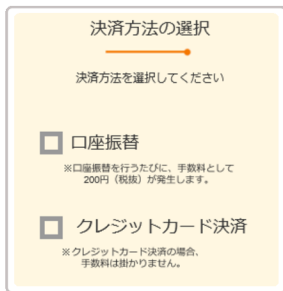 決済方法の選択
決済方法を選択してください
口座振替
※口座振替を行うたびに、手数料として
200円（税抜）が発生します。
クレジットカード決済
※クレジットカード決済の場合、
手数料は掛かりません。